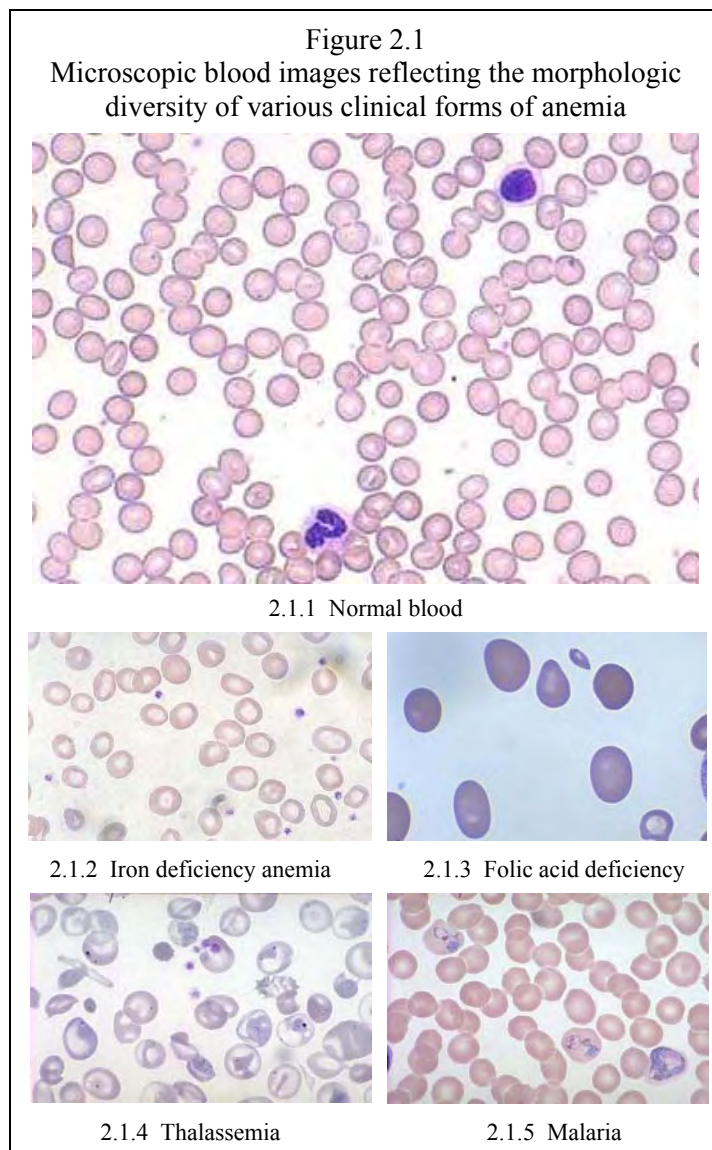 Figure 2.1
Microscopic blood images reflecting the morphologic
diversity of various clinical forms of anemia
2.1.1 Normal blood
2.1.2 Iron deficiency anemia
2.1.3 Folic acid deficiency
2.1.4 Thalassemia
2.1.5 Malaria